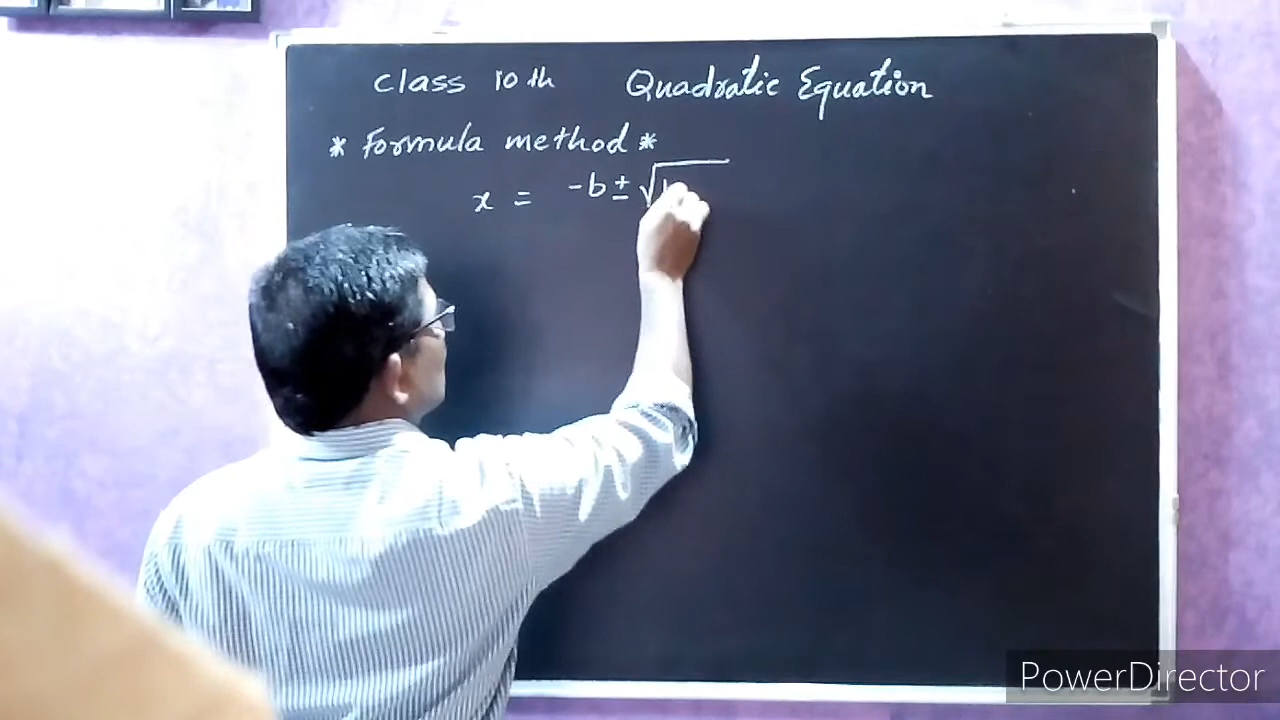 Class 10th Quadratic Equation
* Formula method *
x = -b ± √
PowerDirector